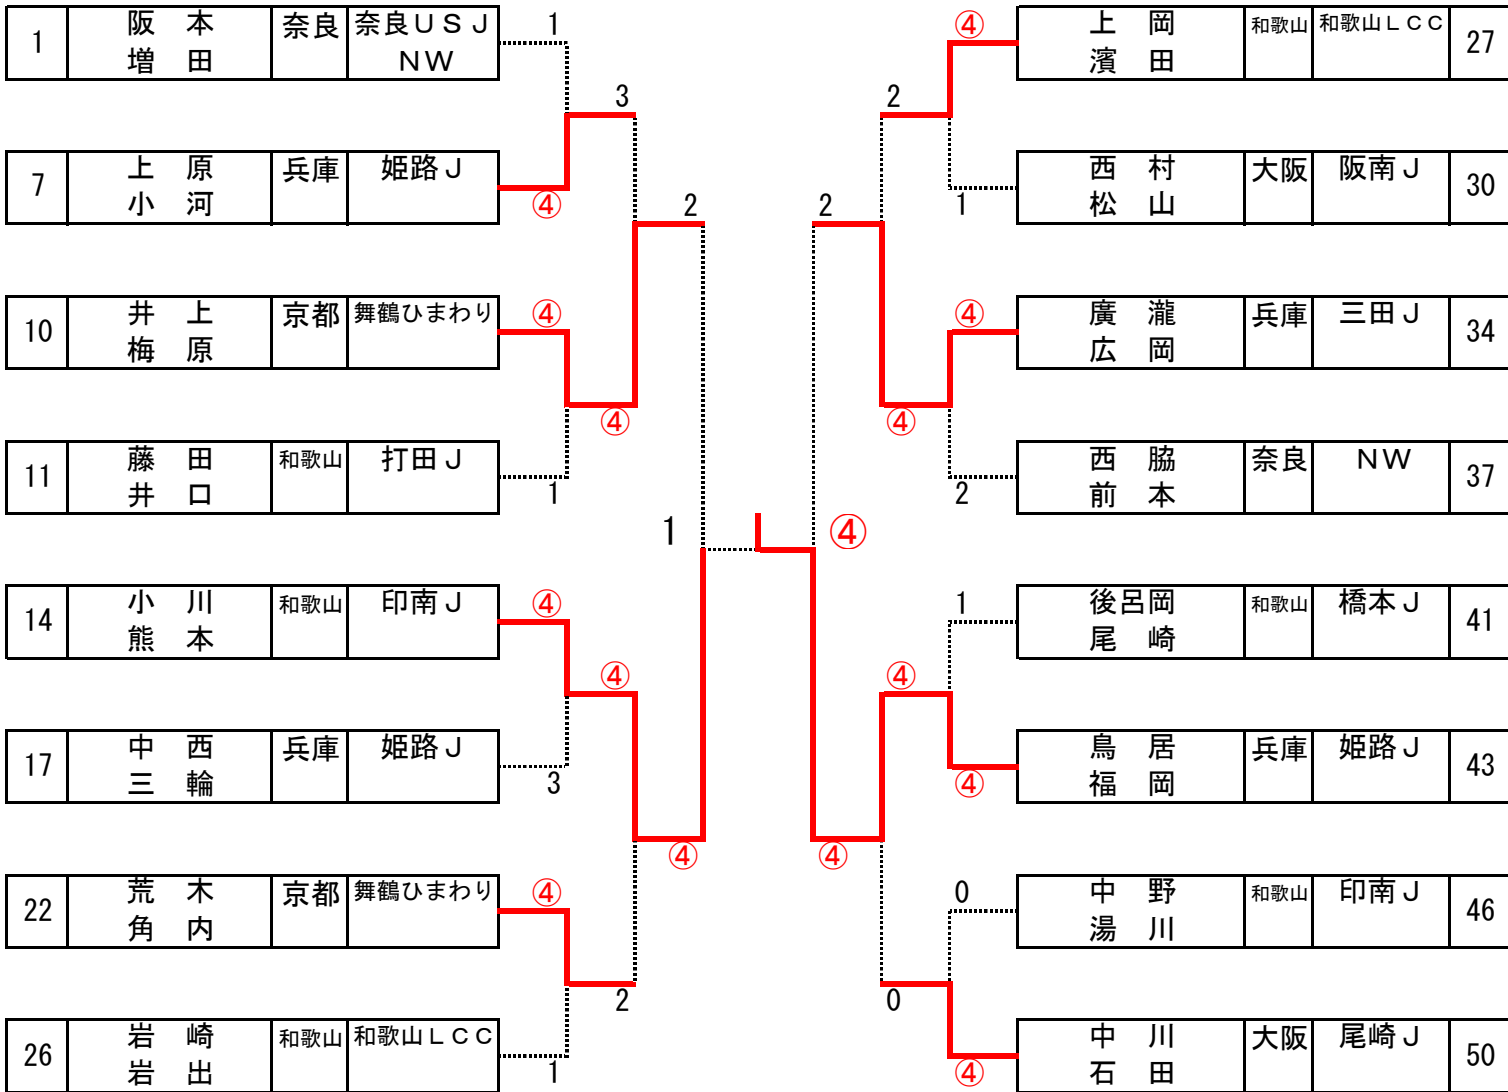 1 阪　本 奈良 奈良ＵＳＪ
増　田 ＮＷ
7 上　原 兵庫 姫路Ｊ
小　河
10 井　上 京都 舞鶴ひまわり
梅　原
11 藤　田 和歌山 打田Ｊ
井　口
14 小　川 和歌山 印南Ｊ
熊　本
17 中　西 兵庫 姫路Ｊ
三　輪
22 荒　木 京都 舞鶴ひまわり
角　内
26 岩　崎 和歌山 和歌山ＬＣＣ
岩　出
1
④
④
1
④
3
④
1
3
④
④
2
2
④
1
④
2
④
2
④
④
0
④
1
④
2
1
④
0
④
上　岡 和歌山 和歌山ＬＣＣ 27
濱　田
西　村 大阪 阪南Ｊ 30
松　山
廣　瀧 兵庫 三田Ｊ 34
広　岡
西　脇 奈良 ＮＷ 37
前　本
後呂岡 和歌山 橋本Ｊ 41
尾　崎
鳥　居 兵庫 姫路Ｊ 43
福　岡
中　野 和歌山 印南Ｊ 46
湯　川
中　川 大阪 尾崎Ｊ 50
石　田